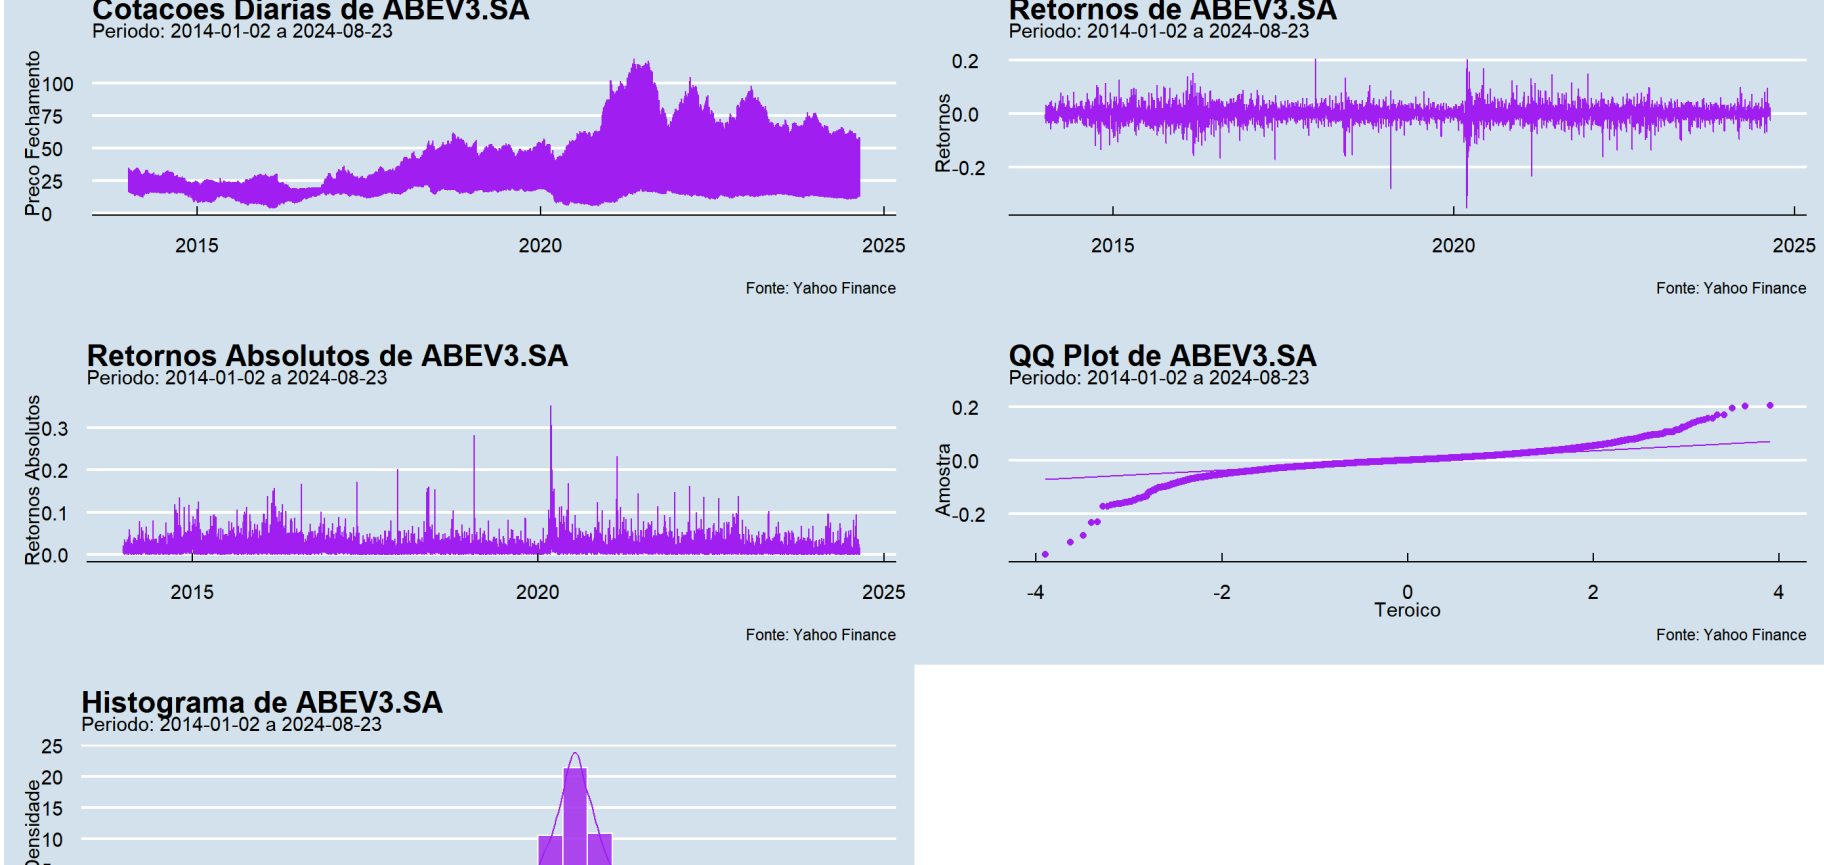 Cotacoes Diarias de ABEV3.SA
Periodo: 2014-01-02 a 2024-08-23
Preco Fechamento
100
75
50
25
0
2015
2020
2025
Fonte: Yahoo Finance
Retornos de ABEV3.SA
Periodo: 2014-01-02 a 2024-08-23
Retornos
0.2
0.0
-0.2
2015
2020
2025
Fonte: Yahoo Finance
Retornos Absolutos de ABEV3.SA
Periodo: 2014-01-02 a 2024-08-23
Retornos Absolutos
0.3
0.2
0.1
0.0
2015
2020
2025
Fonte: Yahoo Finance
QQ Plot de ABEV3.SA
Periodo: 2014-01-02 a 2024-08-23
Amostra
0.2
0.0
-0.2
-4
-2
0
2
4
Teroico
Fonte: Yahoo Finance
Histograma de ABEV3.SA
Periodo: 2014-01-02 a 2024-08-23
Densidade
25
20
15
10